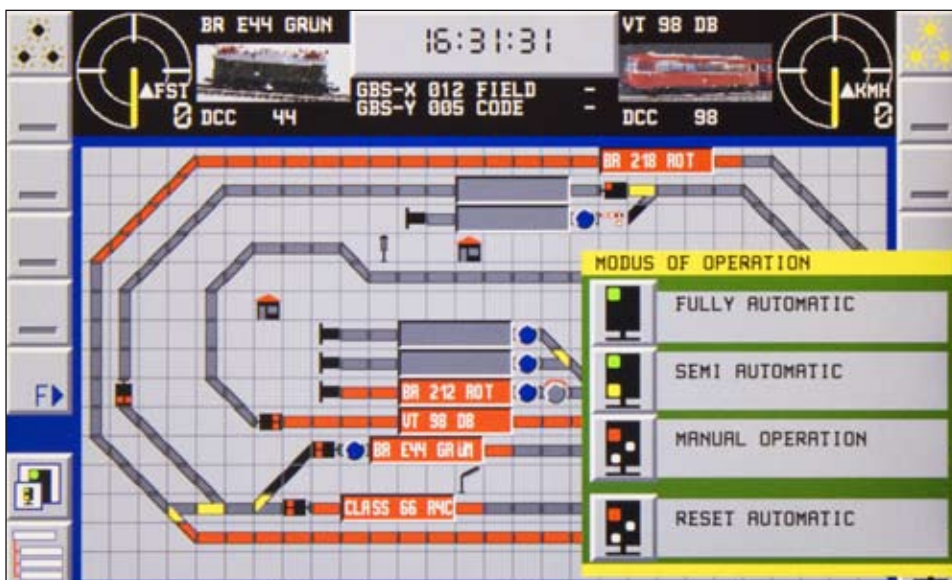 BR E44 GRUN
16:31:31
VT 98 DB
▲FST
0
DCC 44
GBS-X 012 FIELD -
GBS-Y 005 CODE -
DCC 98
▲KMH
0
BR 218 ROT
MODUS OF OPERATION
FULLY AUTOMATIC
SEMI AUTOMATIC
BR 212 ROT
F▶
VT 98 DB
MANUAL OPERATION
BR E44 GRUN
CLASS 66 R4C
RESET AUTOMATIC